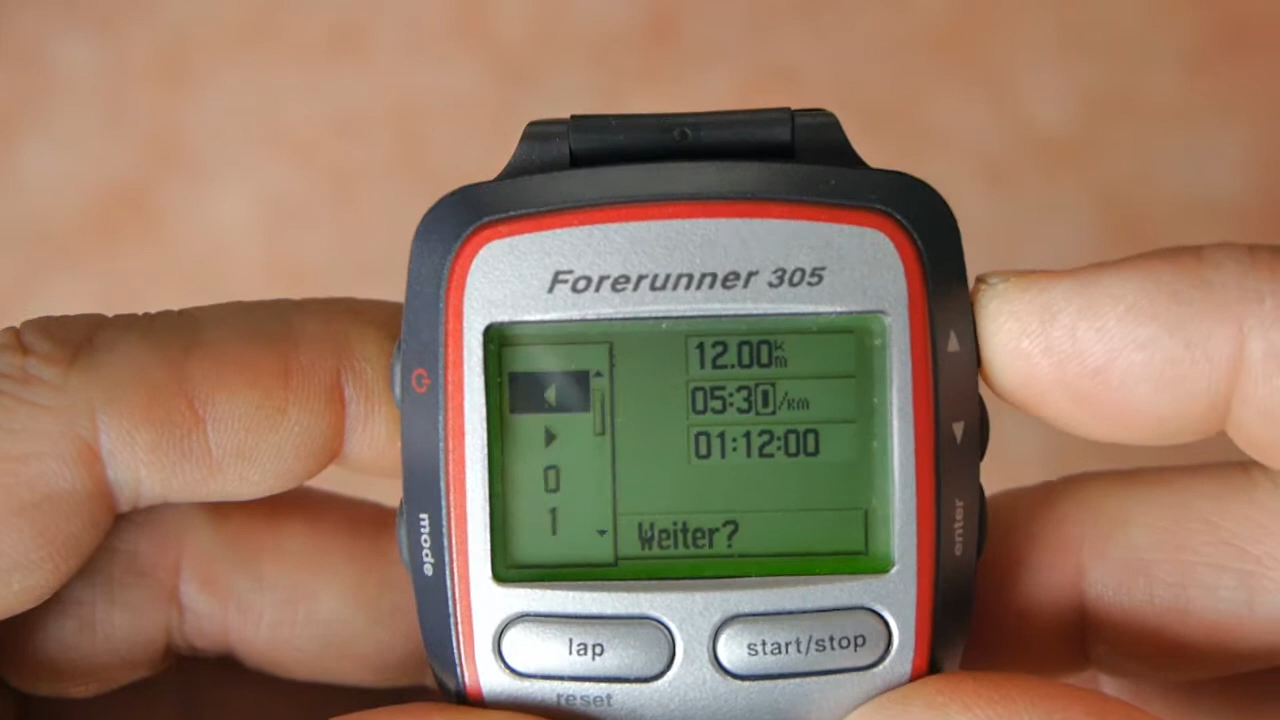 Forerunner 305
12.00 km
05:30/km
01:12:00
0
1
Weiter?
mode
enter
lap
start/stop
reset